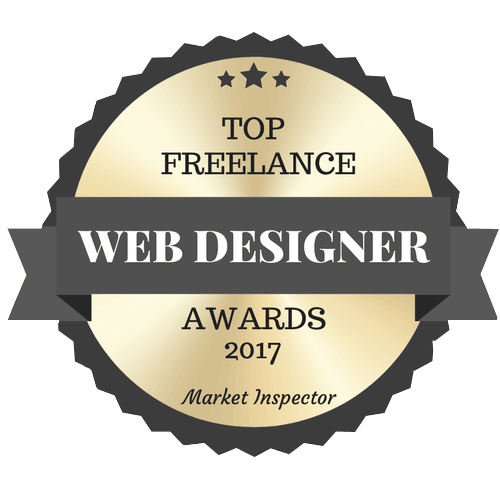 TOP
FREELANCE
WEB DESIGNER
AWARDS
2017
Market Inspector